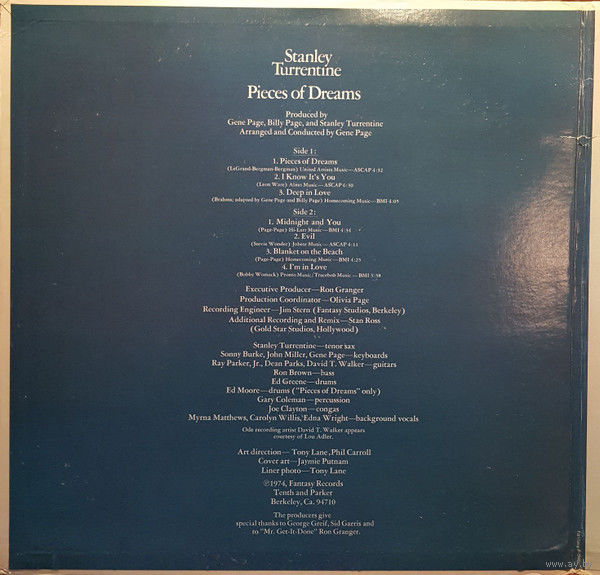 Stanley
Turrentine
Pieces of Dreams
Produced by
Gene Page, Billy Page, and Stanley Turrentine
Arranged and Conducted by Gene Page
Side 1:
1. Pieces of Dreams
(LeGrand-Bergman-Bergman) United Artists Music—ASCAP 4:32
2. I Know It's You
(Leon Ware) Almo Music—ASCAP 6:30
3. Deep in Love
(Brahms; adapted by Gene Page and Billy Page) Homecoming Music—BMI 4:05
Side 2:
1. Midnight and You
(Page-Page) Hi-Lart Music—BMI 4:34
2. Evil
(Stevie Wonder) Jobete Music—ASCAP 4:11
3. Blanket on the Beach
(Page-Page) Homecoming Music—BMI 4:25
4. I'm in Love
(Bobby Womack) Pronto Music/Tracebob Music—BMI 3:38
Executive Producer—Ron Granger
Production Coordinator—Olivia Page
Recording Engineer—Jim Stern (Fantasy Studios, Berkeley)
Additional Recording and Remix—Stan Ross
(Gold Star Studios, Hollywood)
Stanley Turrentine—tenor sax
Sonny Burke, John Miller, Gene Page—keyboards
Ray Parker, Jr., Dean Parks, David T. Walker—guitars
Ron Brown—bass
Ed Greene—drums
Ed Moore—drums ("Pieces of Dreams" only)
Gary Coleman—percussion
Joe Clayton—congas
Myrna Matthews, Carolyn Willis, Edna Wright—background vocals
Ode recording artist David T. Walker appears
courtesy of Lou Adler.
Art direction—Tony Lane, Phil Carroll
Cover art—Jaymie Putnam
Liner photo—Tony Lane
℗1974, Fantasy Records
Tenth and Parker
Berkeley, Ca. 94710
The producers give
special thanks to George Greif, Sid Garris and
to "Mr. Get-It-Done" Ron Granger.